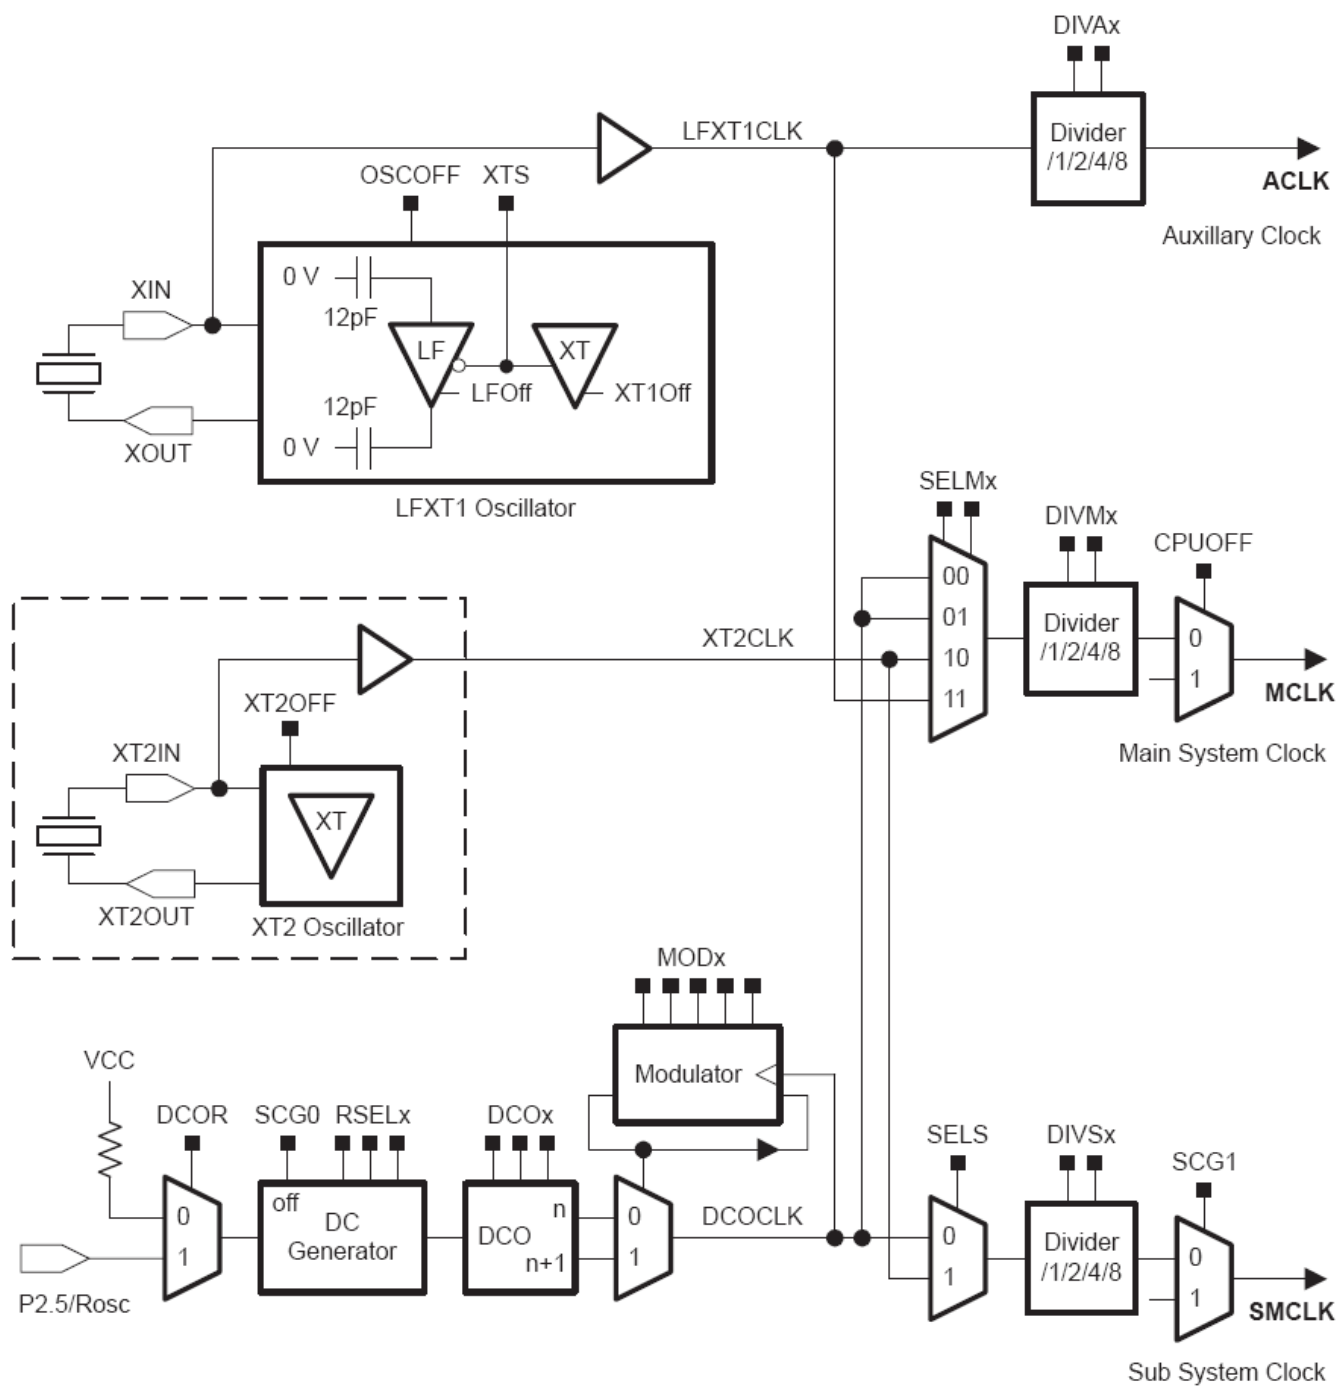 DIVAx
LFXT1CLK
Divider
/1/2/4/8
ACLK
Auxillary Clock
OSCOFF XTS
0 V
12pF
XIN
LF
XT
LFOff
XT1Off
12pF
0 V
XOUT
LFXT1 Oscillator
SELMx
DIVMx
CPUOFF
00
01
10
11
Divider
/1/2/4/8
0
1
MCLK
Main System Clock
XT2CLK
XT2OFF
XT2IN
XT
XT2OUT
XT2 Oscillator
MODx
Modulator
VCC
DCOR
SCG0
RSELx
DCOx
0
1
off
DC
Generator
DCO
n
n+1
0
1
DCOCLK
P2.5/Rosc
SELS
DIVSx
SCG1
0
1
Divider
/1/2/4/8
0
1
SMCLK
Sub System Clock